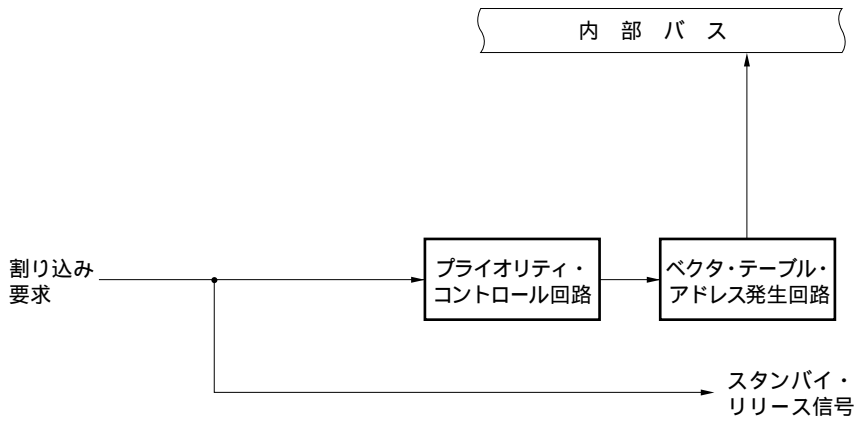 内 部 バ ス
割り込み
要求
プライオリティ・
コントロール回路
ベクタ・テーブル・
アドレス発生回路
スタンバイ・
リリース信号